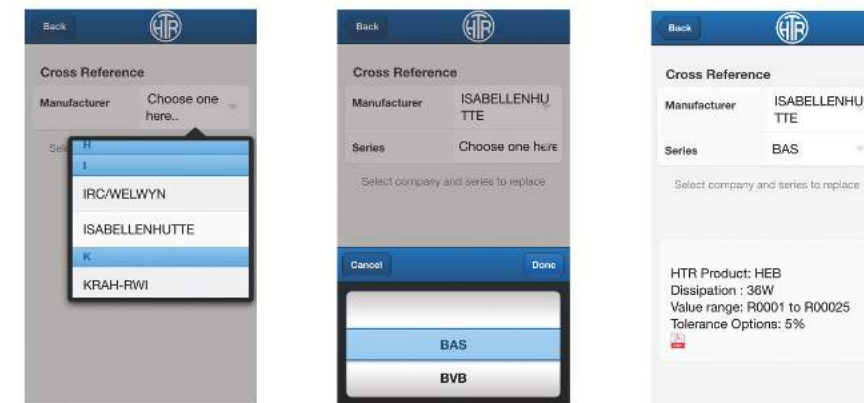 Back
HTR
Cross Reference
Manufacturer
Choose one
here..
H
I
IRC/WELWYN
ISABELLENHUTTE
K
KRAH-RWI
Back
HTR
Cross Reference
Manufacturer
ISABELLENHU
TTE
Series
Choose one here
Select company and series to replace
Cancel
Done
BAS
BVB
Back
HTR
Cross Reference
Manufacturer
ISABELLENHU
TTE
Series
BAS
Select company and series to replace
HTR Product: HEB
Dissipation : 36W
Value range: R0001 to R00025
Tolerance Options: 5%